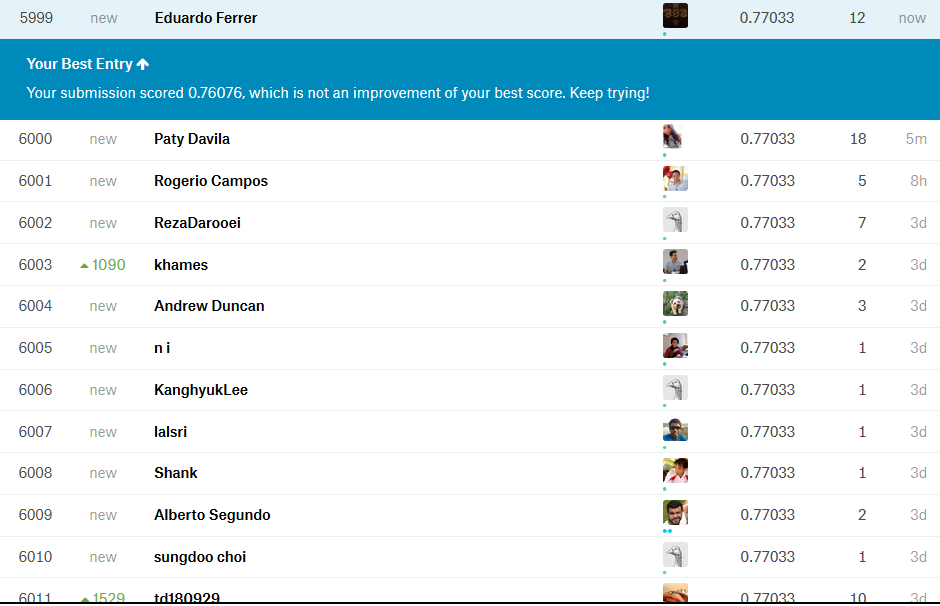 5999 new Eduardo Ferrer 0.77033 12 now
Your Best Entry
Your submission scored 0.76076, which is not an improvement of your best score. Keep trying!
6000 new Paty Davila 0.77033 18 5m
6001 new Rogerio Campos 0.77033 5 8h
6002 new RezaDarooei 0.77033 7 3d
6003 1090 khames 0.77033 2 3d
6004 new Andrew Duncan 0.77033 3 3d
6005 new n i 0.77033 1 3d
6006 new KanghyukLee 0.77033 1 3d
6007 new lalsri 0.77033 1 3d
6008 new Shank 0.77033 1 3d
6009 new Alberto Segundo 0.77033 2 3d
6010 new sungdoo choi 0.77033 1 3d
6011 1529 td180929 0.77033 10 3d